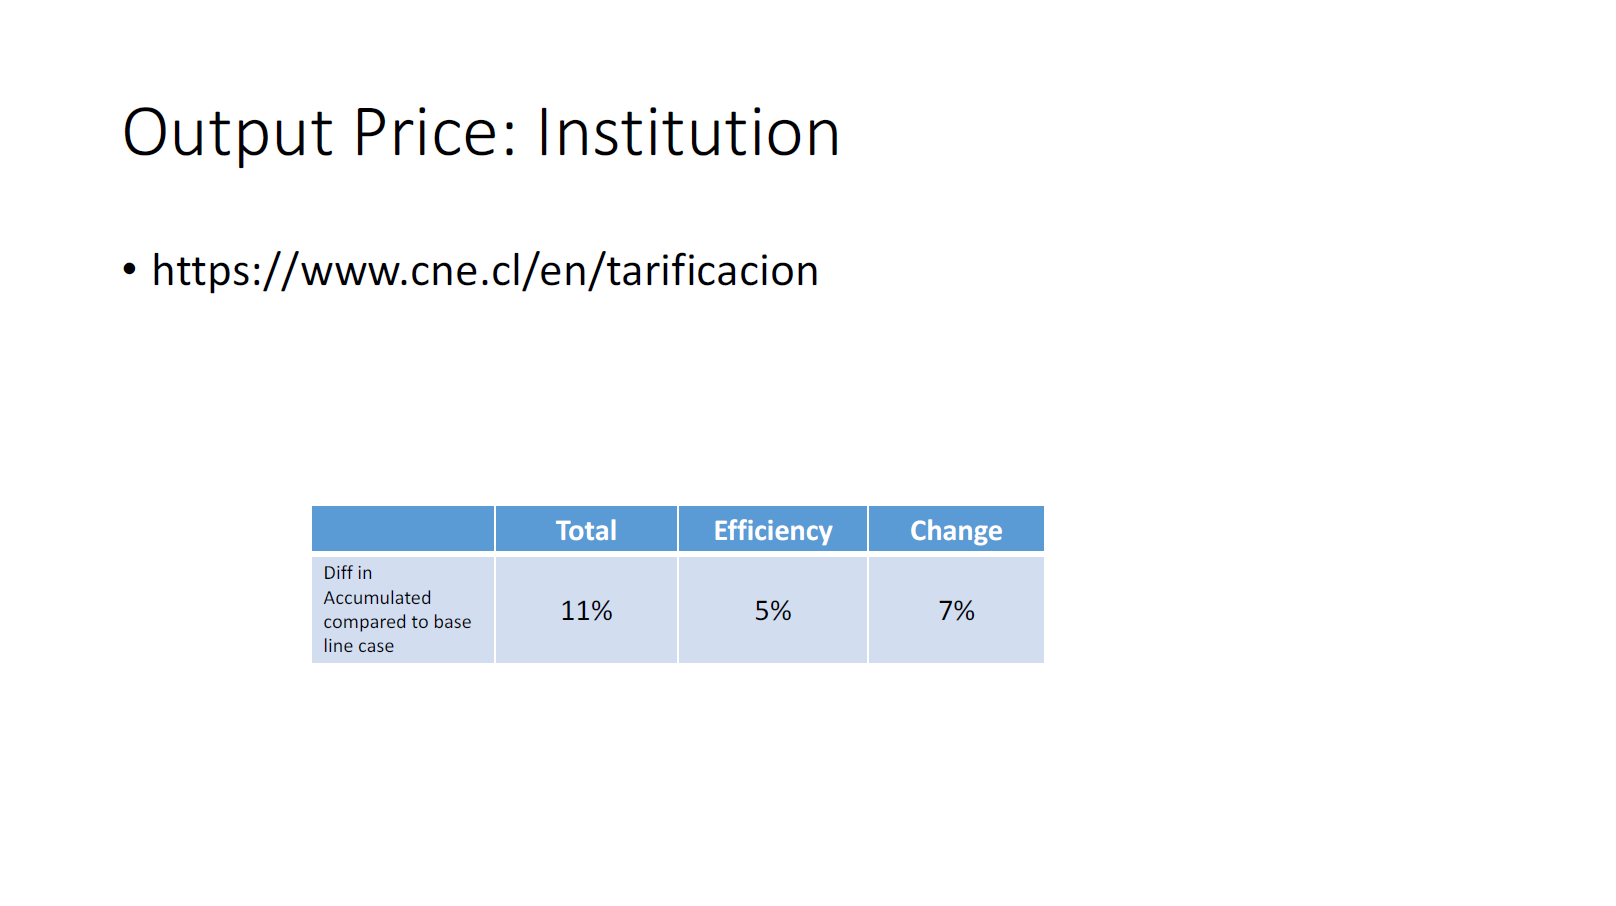 Output Price: Institution
• https://www.cne.cl/en/tarificacion
Total Efficiency Change
Diff in
Accumulated
compared to base
line case
11% 5% 7%